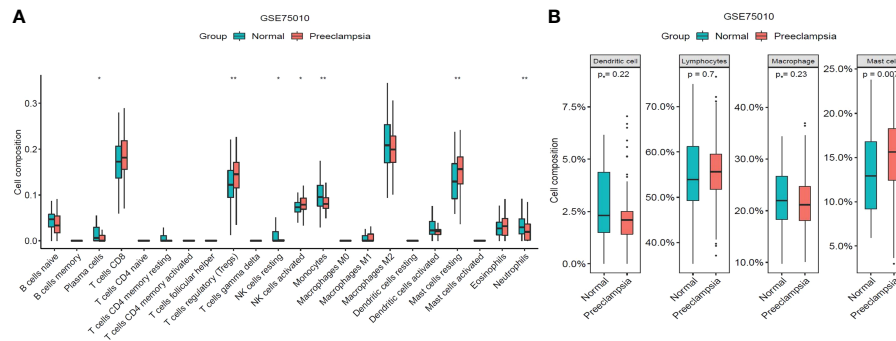 A
GSE75010
Group Normal Preeclampsia
* ** * * ** ** **
Cell composition
0.3
0.2
0.1
0.0
B cells naive
B cells memory
Plasma cells
T cells CD8
T cells CD4 naive
T cells CD4 memory resting
T cells CD4 memory activated
T cells follicular helper
T cells regulatory (Tregs)
T cells gamma delta
NK cells resting
NK cells activated
Monocytes
Macrophages M0
Macrophages M1
Macrophages M2
Dendritic cells resting
Dendritic cells activated
Mast cells resting
Mast cells activated
Eosinophils
Neutrophils
B
GSE75010
Group Normal Preeclampsia
Cell composition
Dendritic cell
p = 0.22
7.5%
5.0%
2.5%
0.0%
Normal
Preeclampsia
Lymphocytes
p = 0.7
70.0%
60.0%
50.0%
40.0%
Normal
Preeclampsia
Macrophage
p = 0.23
40.0%
30.0%
20.0%
10.0%
Normal
Preeclampsia
Mast cell
p = 0.007
25.0%
20.0%
15.0%
10.0%
5.0%
Normal
Preeclampsia